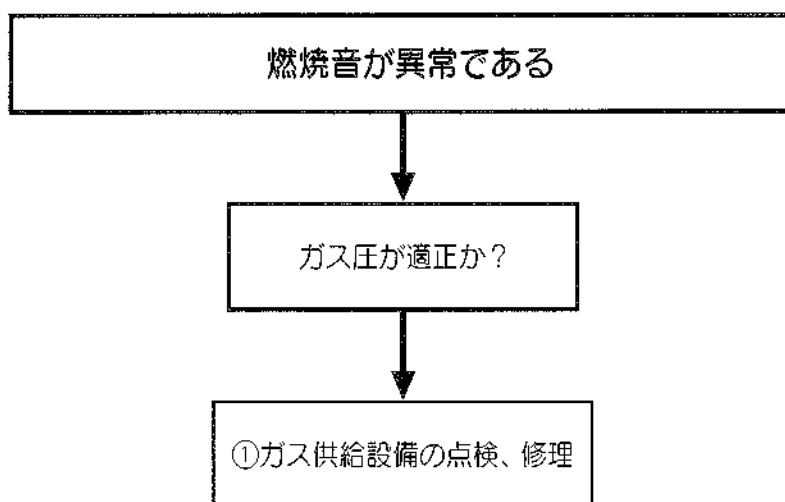 燃焼音が異常である
ガス圧が適正か？
①ガス供給設備の点検、修理